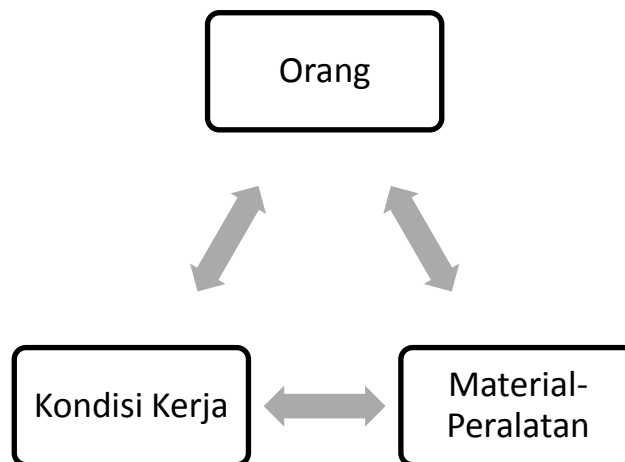 Orang
Kondisi Kerja
Material-
Peralatan